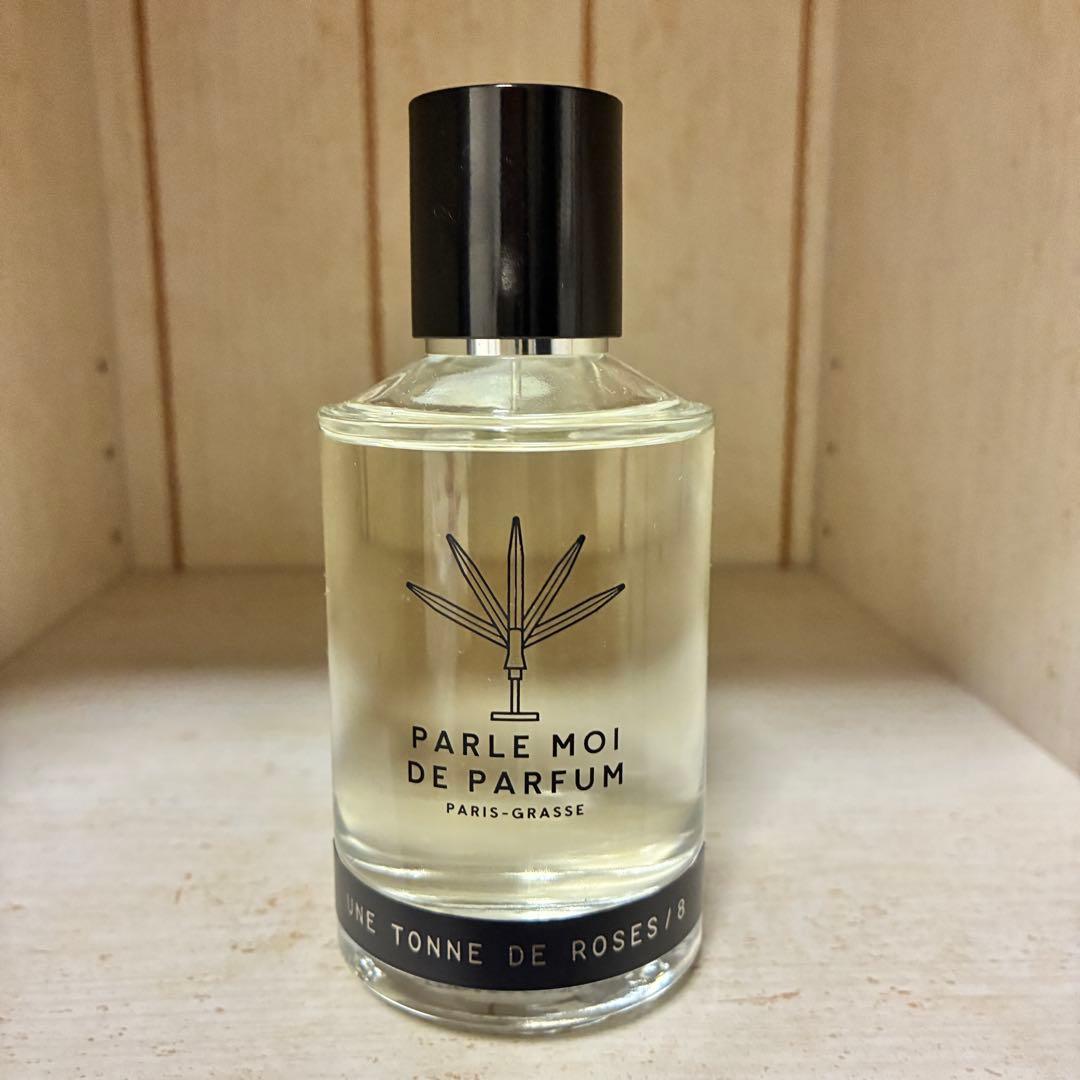 PARLE MOI
DE PARFUM
PARIS-GRASSE
UNE TONNE DE ROSES/8